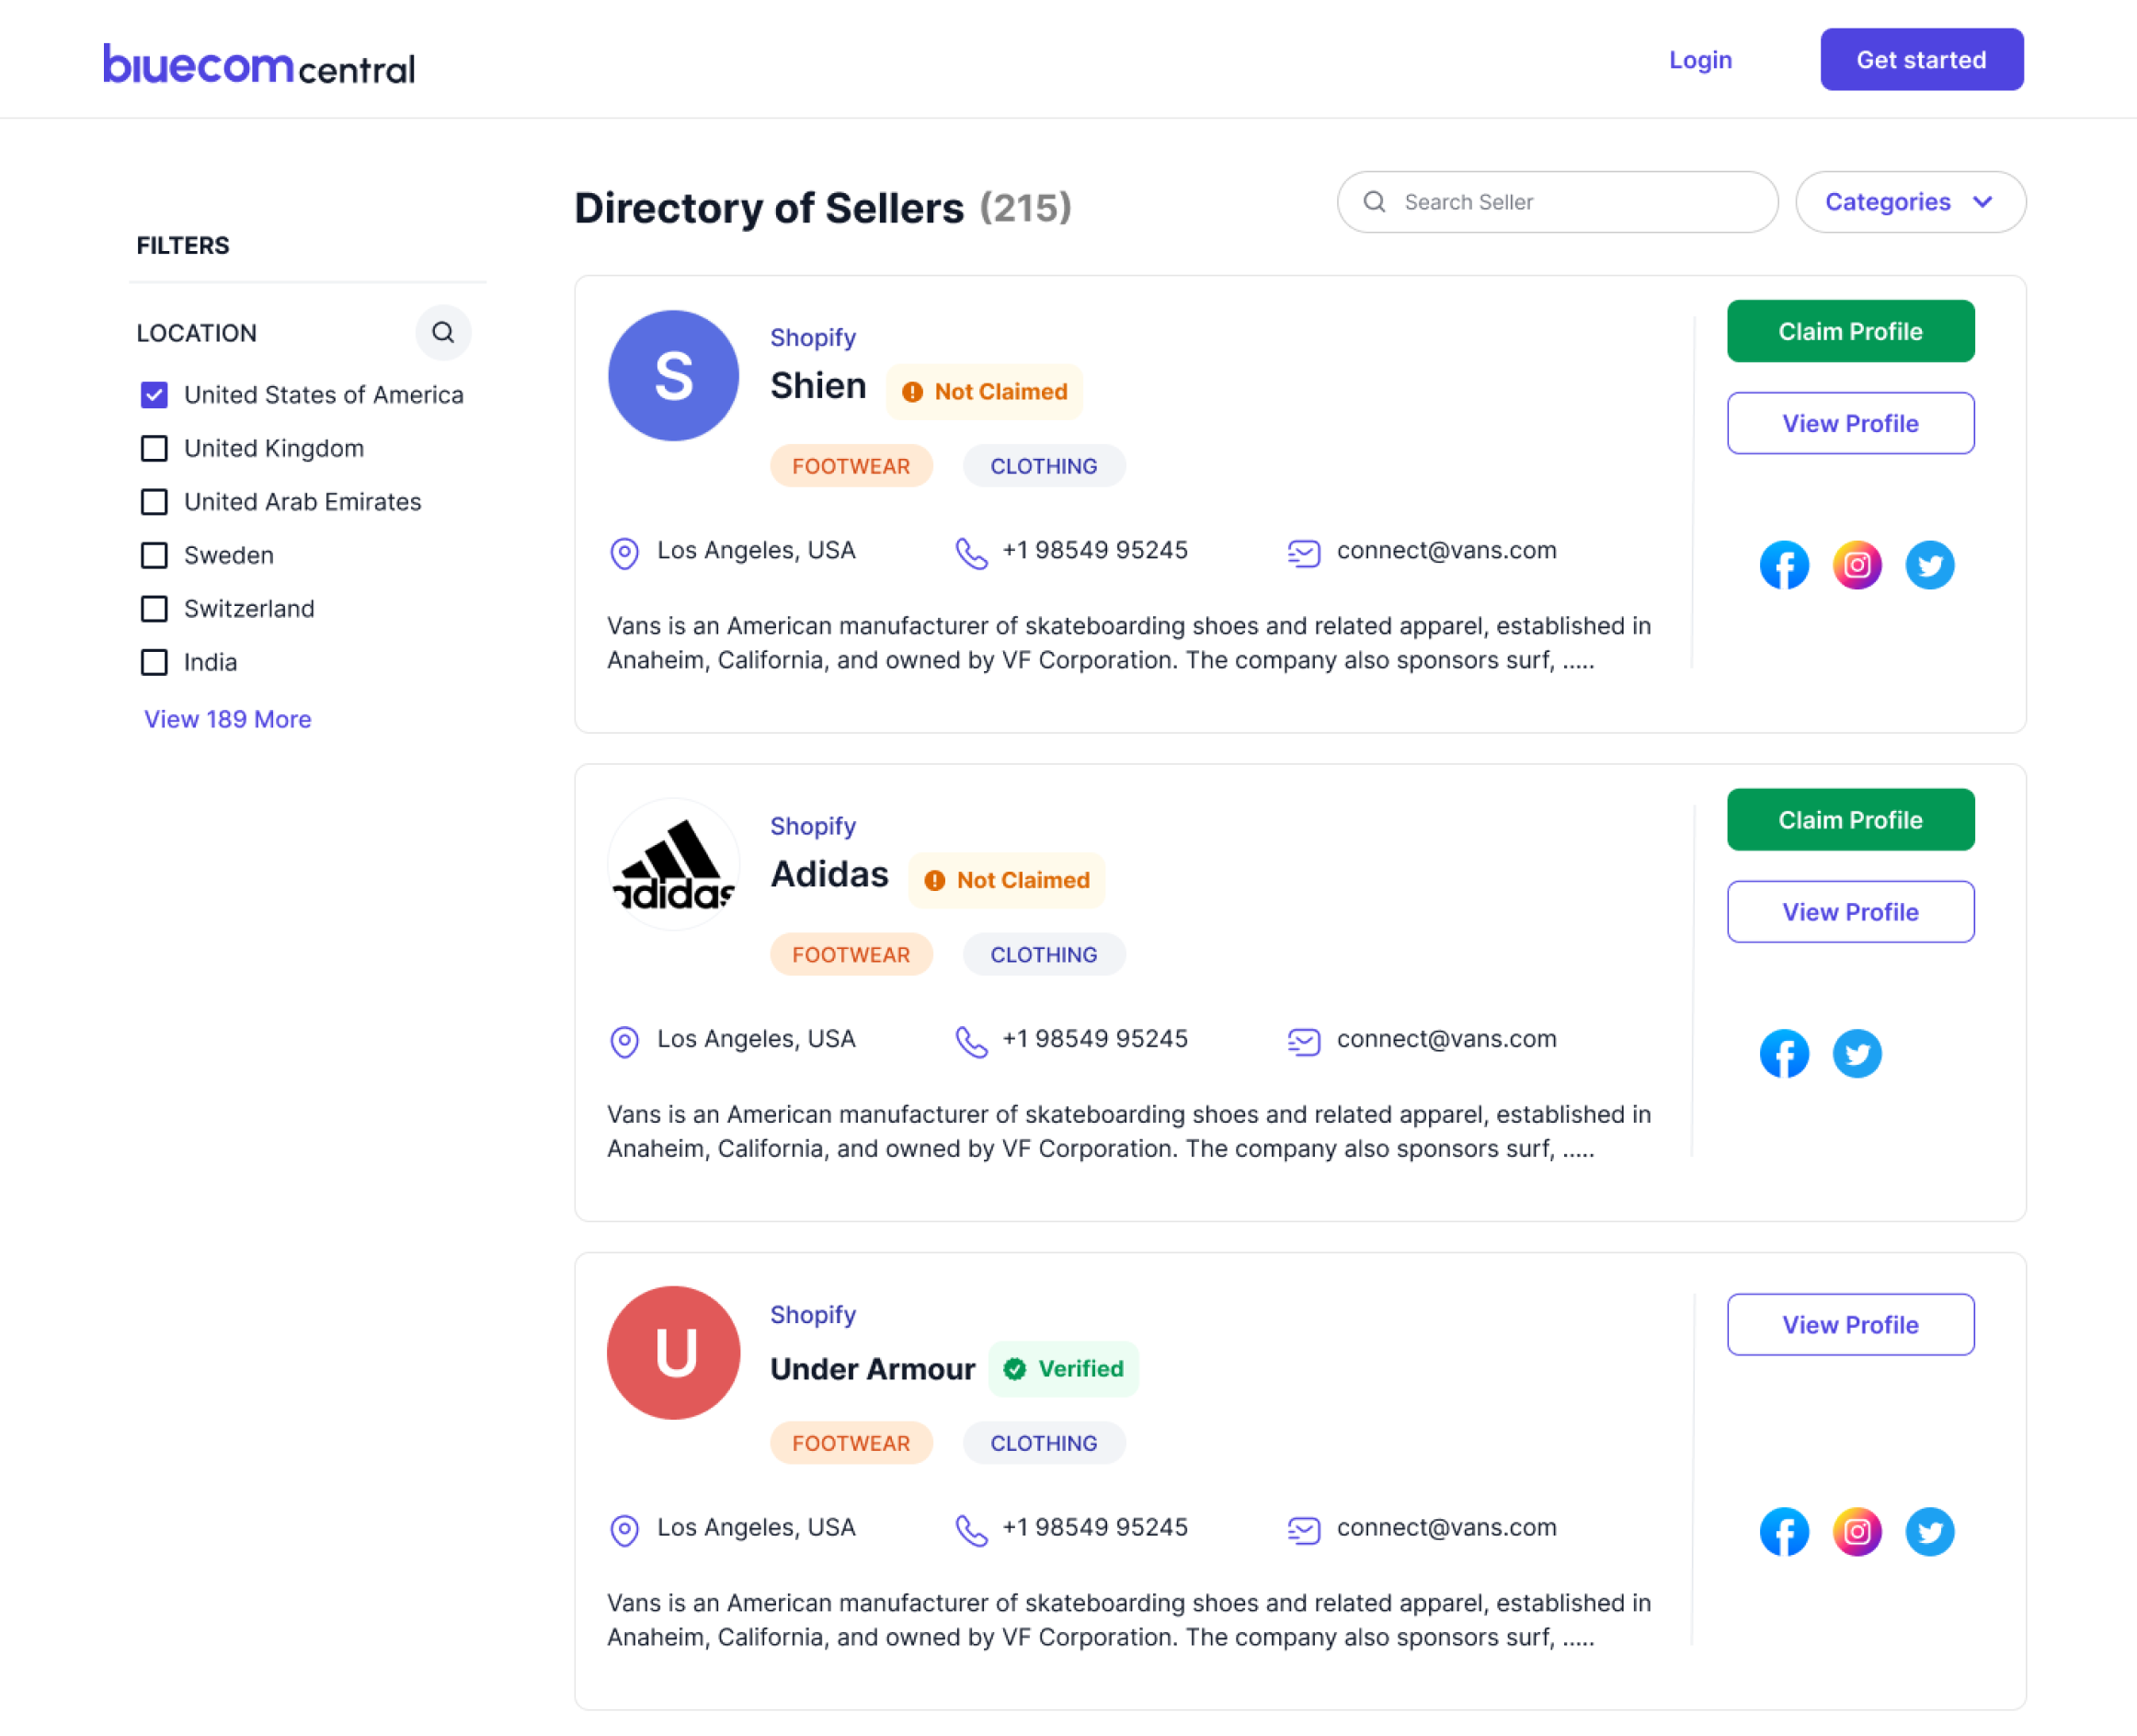 bluecom central
Login
Get started
Directory of Sellers (215)
Search Seller
Categories
FILTERS
LOCATION
United States of America
United Kingdom
United Arab Emirates
Sweden
Switzerland
India
View 189 More
S
Shopify
Shien
Not Claimed
FOOTWEAR
CLOTHING
Los Angeles, USA
+1 98549 95245
connect@vans.com
Vans is an American manufacturer of skateboarding shoes and related apparel, established in
Anaheim, California, and owned by VF Corporation. The company also sponsors surf, .....
Claim Profile
View Profile
adidas
Shopify
Adidas
Not Claimed
FOOTWEAR
CLOTHING
Los Angeles, USA
+1 98549 95245
connect@vans.com
Vans is an American manufacturer of skateboarding shoes and related apparel, established in
Anaheim, California, and owned by VF Corporation. The company also sponsors surf, .....
Claim Profile
View Profile
U
Shopify
Under Armour
Verified
FOOTWEAR
CLOTHING
Los Angeles, USA
+1 98549 95245
connect@vans.com
Vans is an American manufacturer of skateboarding shoes and related apparel, established in
Anaheim, California, and owned by VF Corporation. The company also sponsors surf, .....
View Profile